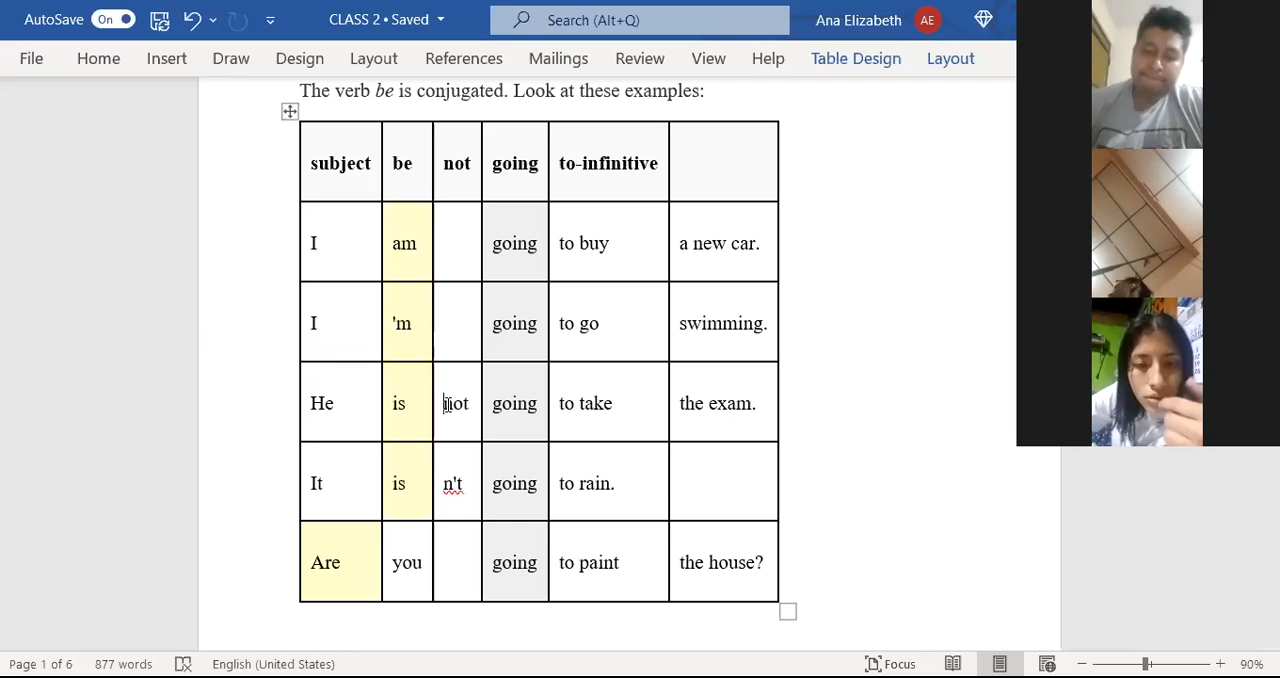 AutoSave On CLASS 2 • Saved Search (Alt+Q) Ana Elizabeth AE
File Home Insert Draw Design Layout References Mailings Review View Help Table Design Layout
The verb be is conjugated. Look at these examples:
subject be not going to-infinitive
I am going to buy a new car.
I 'm going to go swimming.
He is not going to take the exam.
It is n't going to rain.
Are you going to paint the house?
Page 1 of 6 877 words English (United States) Focus 90%